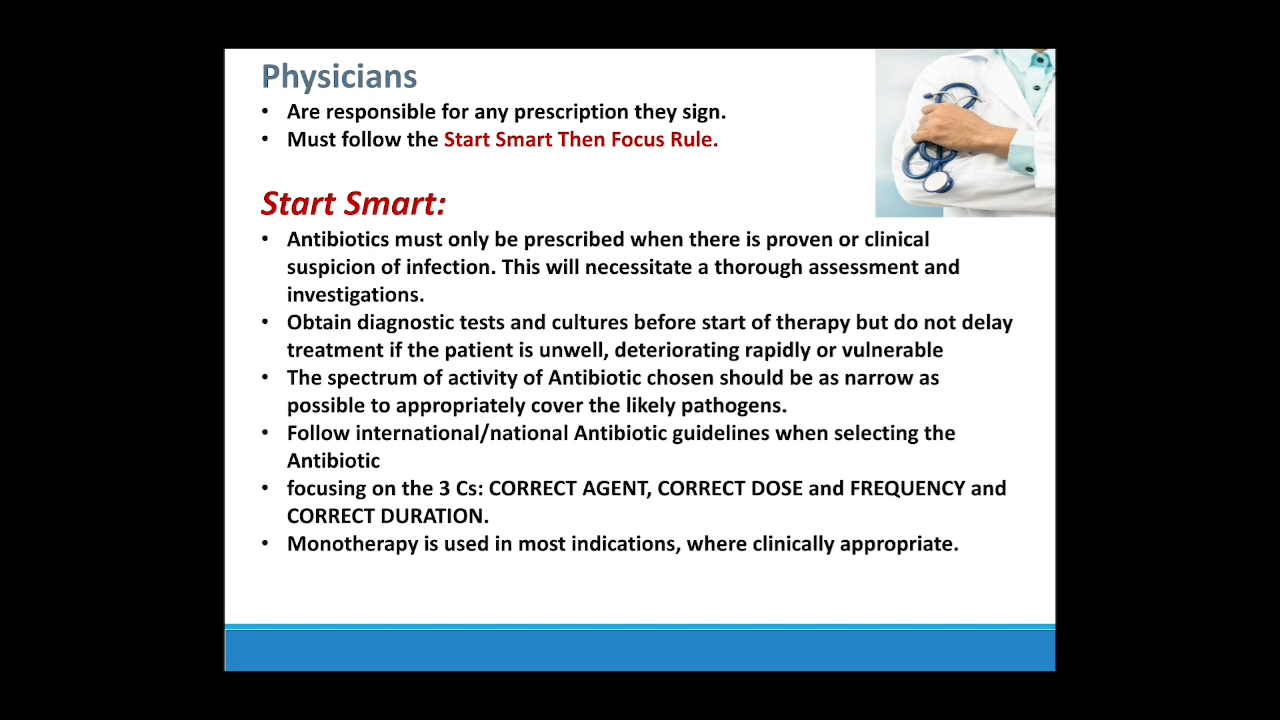 Physicians
• Are responsible for any prescription they sign.
• Must follow the Start Smart Then Focus Rule.
Start Smart:
• Antibiotics must only be prescribed when there is proven or clinical
suspicion of infection. This will necessitate a thorough assessment and
investigations.
• Obtain diagnostic tests and cultures before start of therapy but do not delay
treatment if the patient is unwell, deteriorating rapidly or vulnerable
• The spectrum of activity of Antibiotic chosen should be as narrow as
possible to appropriately cover the likely pathogens.
• Follow international/national Antibiotic guidelines when selecting the
Antibiotic
• focusing on the 3 Cs: CORRECT AGENT, CORRECT DOSE and FREQUENCY and
CORRECT DURATION.
• Monotherapy is used in most indications, where clinically appropriate.